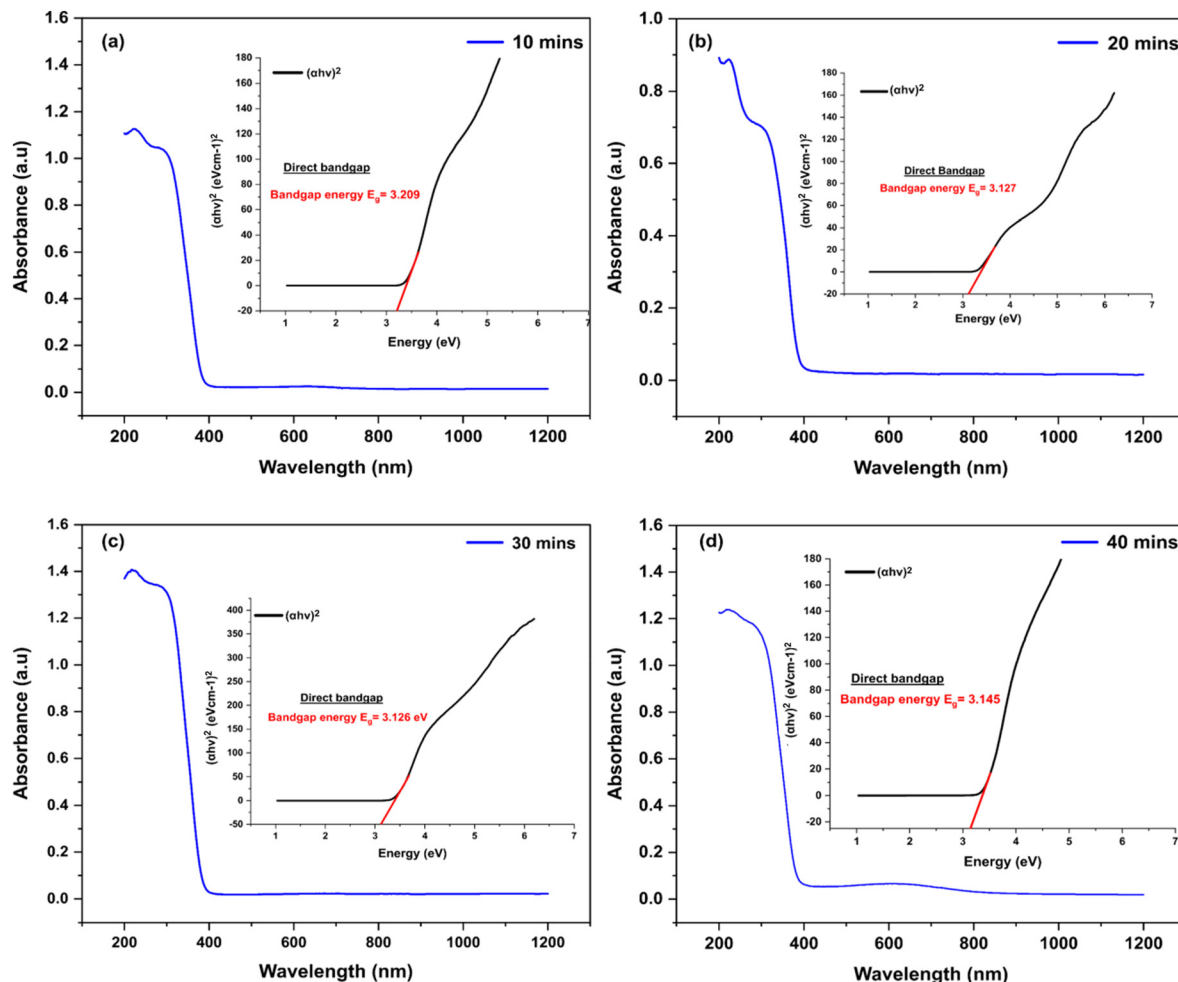 (a)
10 mins
(αhv)2
Direct bandgap
Bandgap energy Eg= 3.209
(αhv)2 (eVcm-1)2
180
160
140
120
100
80
60
40
20
0
-20
1 2 3 4 5 6 7
Energy (eV)
Absorbance (a.u)
1.6
1.4
1.2
1.0
0.8
0.6
0.4
0.2
0.0
200 400 600 800 1000 1200
Wavelength (nm)
(b)
20 mins
(αhv)2
Direct Bandgap
Bandgap energy Eg= 3.127
(αhv)2 (eVcm-1)2
180
160
140
120
100
80
60
40
20
0
-20
1 2 3 4 5 6 7
Energy (eV)
Absorbance (a.u)
1.0
0.9
0.8
0.7
0.6
0.5
0.4
0.3
0.2
0.1
0.0
-0.1
200 400 600 800 1000 1200
Wavelength (nm)
(c)
30 mins
(αhv)2
Direct bandgap
Bandgap energy Eg= 3.126 eV
(αhv)2 (eVcm-1)2
400
350
300
250
200
150
100
50
0
-50
1 2 3 4 5 6 7
Energy (eV)
Absorbance (a.u)
1.6
1.4
1.2
1.0
0.8
0.6
0.4
0.2
0.0
200 400 600 800 1000 1200
Wavelength (nm)
(d)
40 mins
(αhv)2
Direct bandgap
Bandgap energy Eg= 3.145
(αhv)2 (eVcm-1)2
180
160
140
120
100
80
60
40
20
0
-20
1 2 3 4 5 6 7
Energy (eV)
Absorbance (a.u)
1.6
1.4
1.2
1.0
0.8
0.6
0.4
0.2
0.0
200 400 600 800 1000 1200
Wavelength (nm)